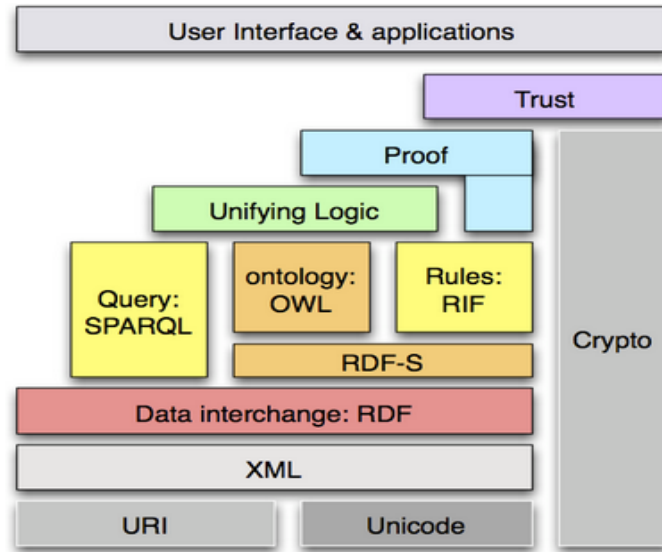 User Interface & applications
Trust
Proof
Unifying Logic
Query:
SPARQL
ontology:
OWL
Rules:
RIF
Crypto
RDF-S
Data interchange: RDF
XML
URI
Unicode